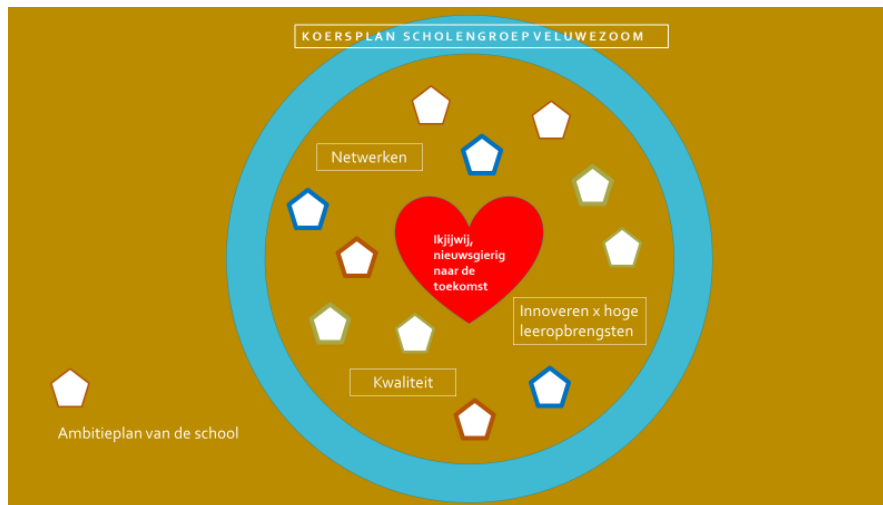 KOERSPLAN SCHOLENGROEPVELUWEZOOM
Netwerken
Ikjijwij,
nieuwsgierig
naar de
toekomst
Innoveren x hoge
leeropbrengsten
Kwaliteit
Ambitieplan van de school